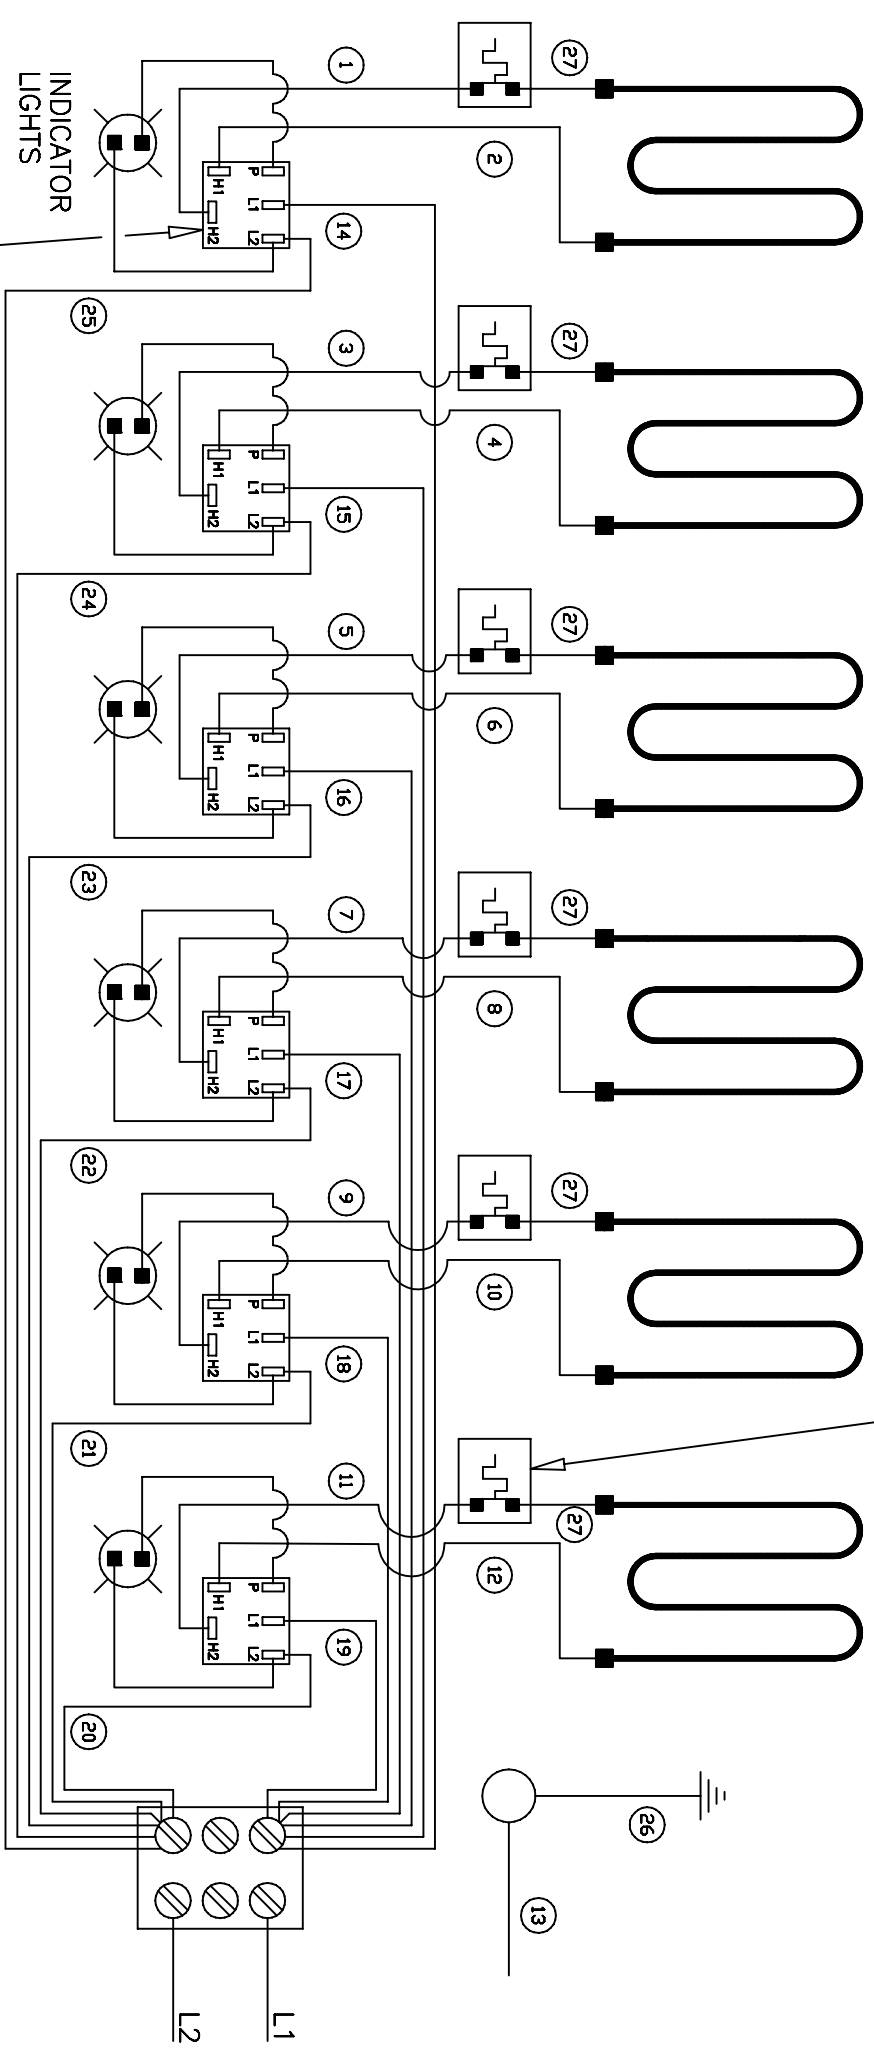 27 27 27 27 27 27
26
2 4 6 8 10 12 13
1 14 3 15 5 16 7 17 9 18 11 19
L1
P L1 L2 P L1 L2 P L1 L2 P L1 L2 P L1 L2 P L1 L2
H1 H2 H1 H2 H1 H2 H1 H2 H1 H2 H1 H2
L2
25 24 23 22 21 20
INDICATOR
LIGHTS